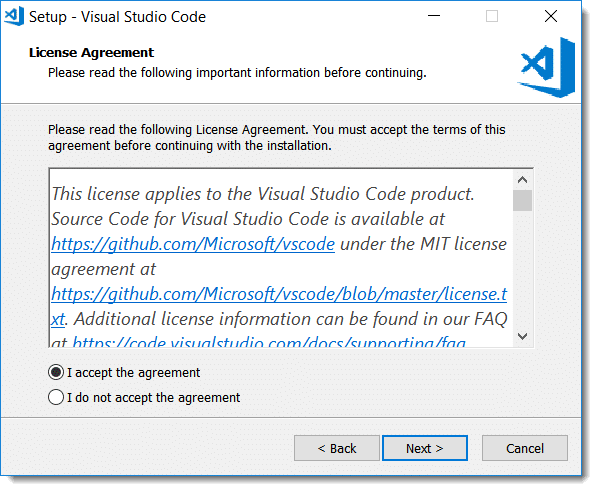 Setup - Visual Studio Code
License Agreement
Please read the following important information before continuing.
Please read the following License Agreement. You must accept the terms of this
agreement before continuing with the installation.
This license applies to the Visual Studio Code product.
Source Code for Visual Studio Code is available at
https://github.com/Microsoft/vscode under the MIT license
agreement at
https://github.com/Microsoft/vscode/blob/master/license.t
xt. Additional license information can be found in our FAQ
at https://code.visualstudio.com/docs/supporting/faq
I accept the agreement
I do not accept the agreement
< Back
Next >
Cancel